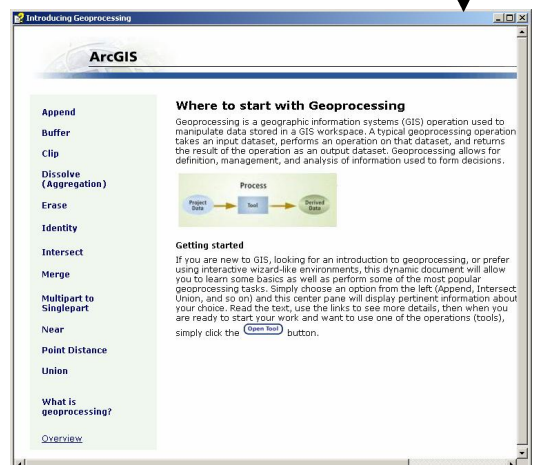 Introducing Geoprocessing
ArcGIS
Append
Buffer
Clip
Dissolve
(Aggregation)
Erase
Identity
Intersect
Merge
Multipart to
Singlepart
Near
Point Distance
Union
What is
geoprocessing?
Overview
Where to start with Geoprocessing
Geoprocessing is a geographic information systems (GIS) operation used to
manipulate data stored in a GIS workspace. A typical geoprocessing operation
takes an input dataset, performs an operation on that dataset, and returns
the result of the operation as an output dataset. Geoprocessing allows for
definition, management, and analysis of information used to form decisions.
Process
Project
Data
Tool
Derived
Data
Getting started
If you are new to GIS, looking for an introduction to geoprocessing, or prefer
using interactive wizard-like environments, this dynamic document will allow
you to learn some basics as well as perform some of the most popular
geoprocessing tasks. Simply choose an option from the left (Append, Intersect
Union, and so on) and this center pane will display pertinent information about
your choice. Read the text, use the links to see more details, then when you
are ready to start your work and want to use one of the operations (tools),
simply click the Open Tool button.